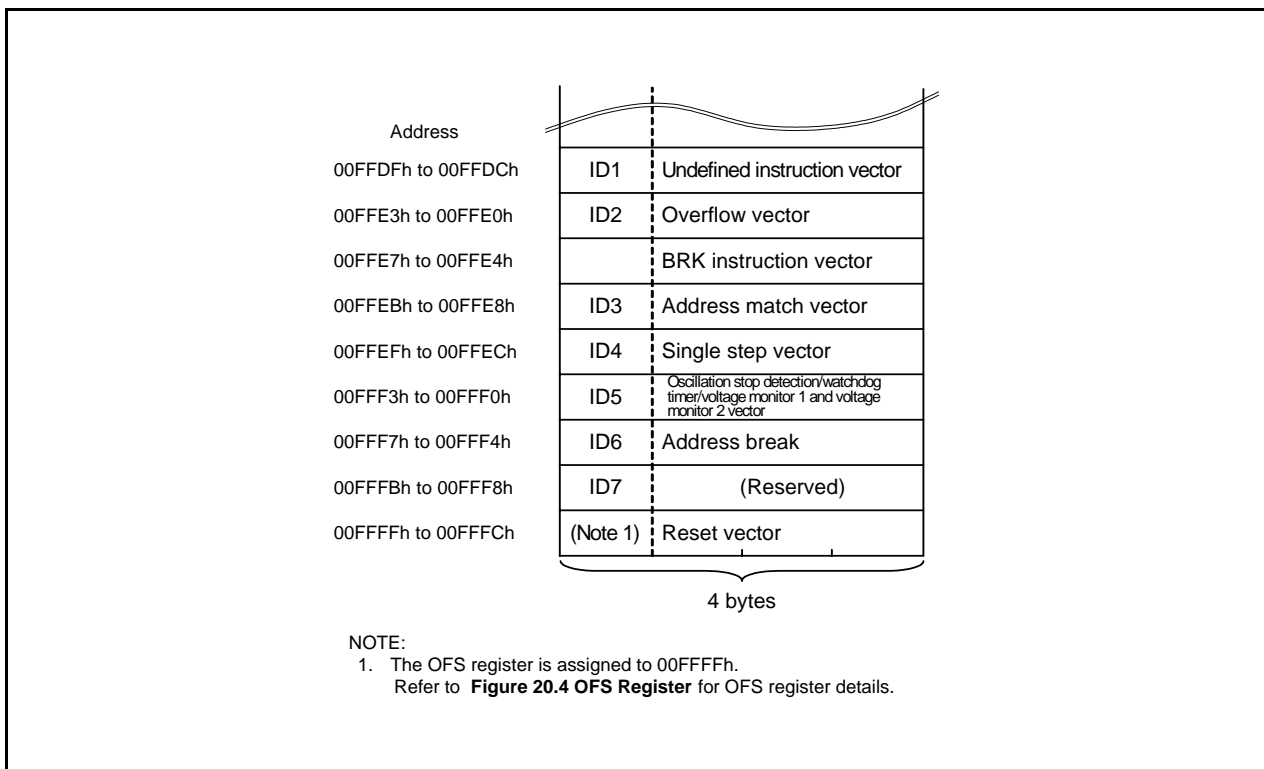 Address
00FFDFh to 00FFDCh ID1 Undefined instruction vector
00FFE3h to 00FFE0h ID2 Overflow vector
00FFE7h to 00FFE4h BRK instruction vector
00FFEBh to 00FFE8h ID3 Address match vector
00FFEFh to 00FFECh ID4 Single step vector
00FFF3h to 00FFF0h ID5 Oscillation stop detection/watchdog
timer/voltage monitor 1 and voltage
monitor 2 vector
00FFF7h to 00FFF4h ID6 Address break
00FFFBh to 00FFF8h ID7 (Reserved)
00FFFFh to 00FFFCh (Note 1) Reset vector
4 bytes
NOTE:
1. The OFS register is assigned to 00FFFFh.
Refer to Figure 20.4 OFS Register for OFS register details.